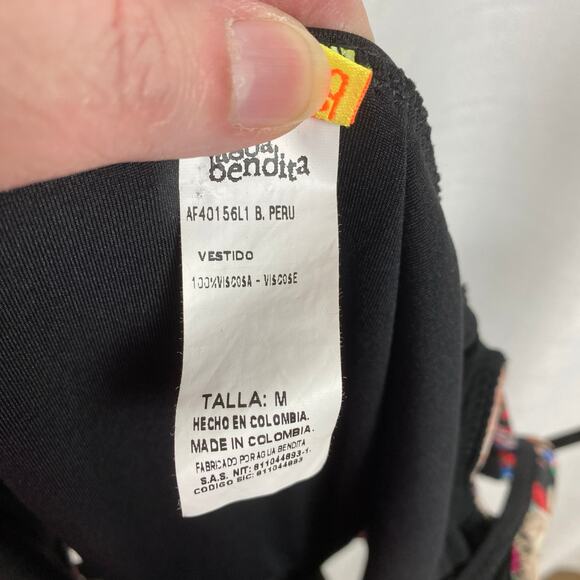 agua
bendita
AF40156L1 B. PERU
VESTIDO
100%VISCOSA - VISCOSE
TALLA: M
HECHO EN COLOMBIA.
MADE IN COLOMBIA.
FABRICADO POR AGUA BENDITA
S.A.S. NIT: 811044893-1.
CODIGO SIC: 811044893